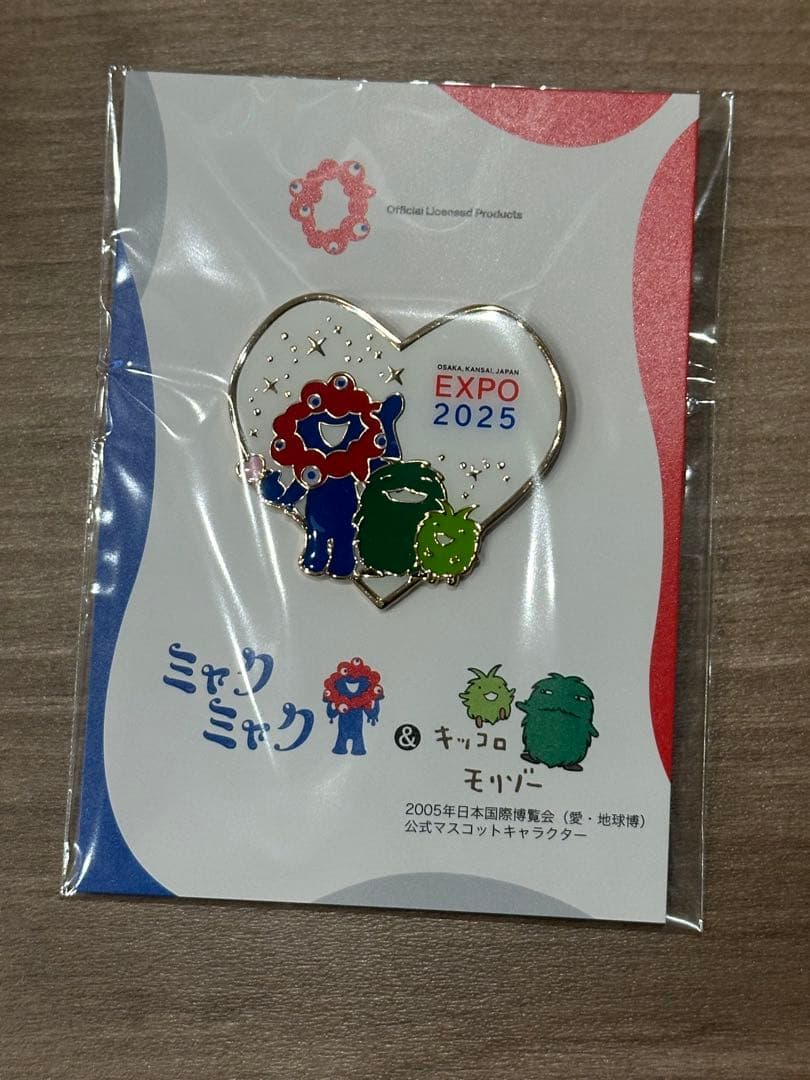 Official Licensed Products
OSAKA, KANSAI, JAPAN
EXPO
2025
ミャク
ミャク
&
キッコロ
モリゾー
2005年日本国際博覧会（愛・地球博）
公式マスコットキャラクター